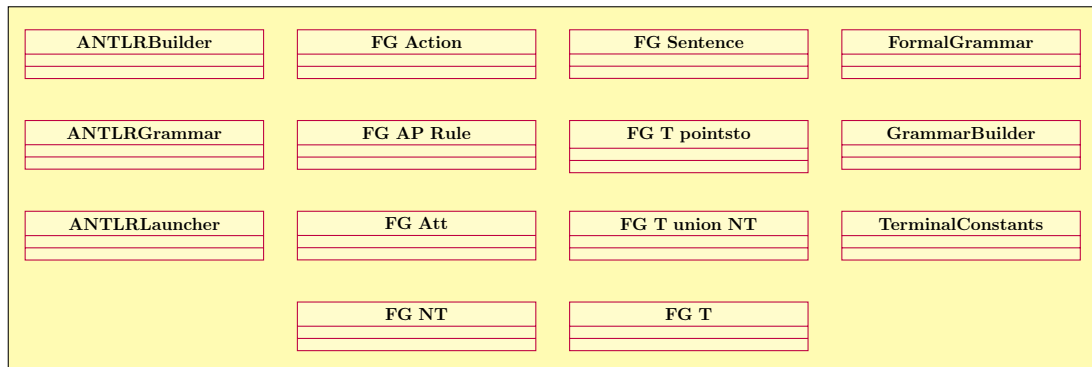 ANTLRBuilder
FG Action
FG Sentence
FormalGrammar
ANTLRGrammar
FG AP Rule
FG T pointsto
GrammarBuilder
ANTLRLauncher
FG Att
FG T union NT
TerminalConstants
FG NT
FG T